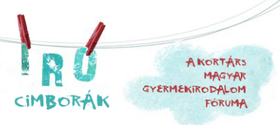 ÍRÓ
CIMBORÁK
A KORTÁRS
MAGYAR
GYERMEKIRODALOM
FÓRUMA